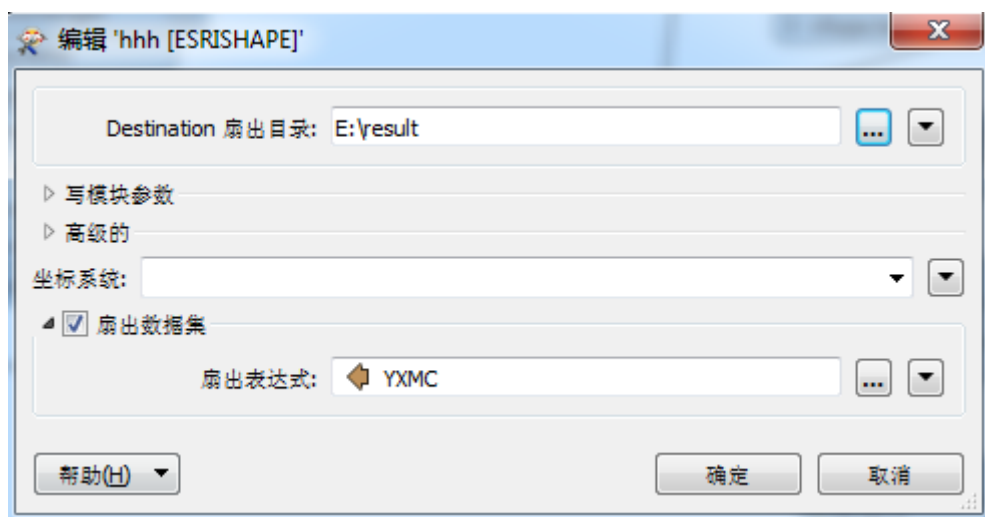 编辑 'hhh [ESRISHAPE]'
Destination 扇出目录: E:\result ...
写模块参数
高级的
坐标系统:
扇出数据集
扇出表达式: YXMC ...
帮助(H) 确定 取消